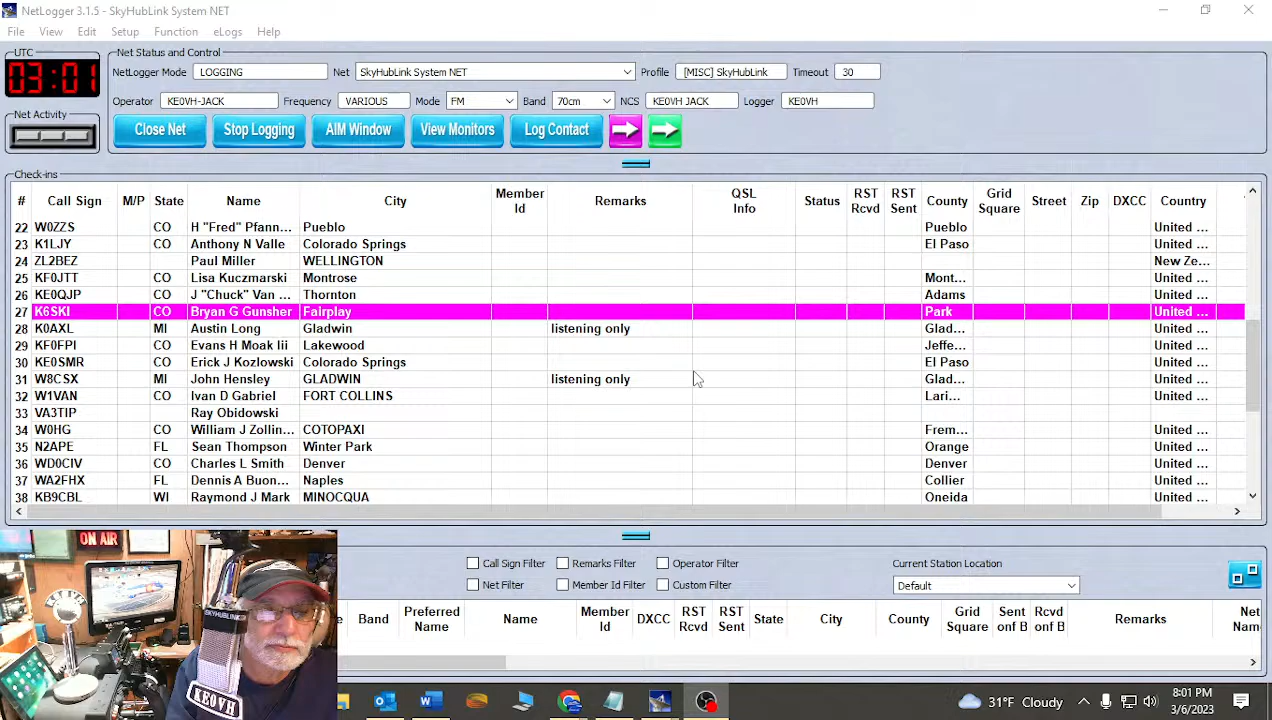 NetLogger 3.1.5 - SkyHubLink System NET
File View Edit Setup Function eLogs Help
UTC
03:01
Net Activity
Net Status and Control
NetLogger Mode LOGGING Net SkyHubLink System NET Profile [MISC] SkyHubLink Timeout 30
Operator KE0VH-JACK Frequency VARIOUS Mode FM Band 70cm NCS KE0VH JACK Logger KE0VH
Close Net Stop Logging AIM Window View Monitors Log Contact
Check-ins
# Call Sign M/P State Name City Member Id Remarks QSL Info Status RST Rcvd RST Sent County Grid Square Street Zip DXCC Country
22 W0ZZS CO H "Fred" Pfann... Pueblo Pueblo United ...
23 K1LJY CO Anthony N Valle Colorado Springs El Paso United ...
24 ZL2BEZ Paul Miller WELLINGTON New Ze...
25 KF0JTT CO Lisa Kuczmarski Montrose Mont... United ...
26 KE0QJP CO J "Chuck" Van ... Thornton Adams United ...
27 K6SKI CO Bryan G Gunsher Fairplay Park United ...
28 K0AXL MI Austin Long Gladwin listening only Glad... United ...
29 KF0FPI CO Evans H Moak Iii Lakewood Jeffe... United ...
30 KE0SMR CO Erick J Kozlowski Colorado Springs El Paso United ...
31 W8CSX MI John Hensley GLADWIN listening only Glad... United ...
32 W1VAN CO Ivan D Gabriel FORT COLLINS Lari... United ...
33 VA3TIP Ray Obidowski
34 W0HG CO William J Zollin... COTOPAXI Frem... United ...
35 N2APE FL Sean Thompson Winter Park Orange United ...
36 WD0CIV CO Charles L Smith Denver Denver United ...
37 WA2FHX FL Dennis A Buon... Naples Collier United ...
38 KB9CBL WI Raymond J Mark MINOCQUA Oneida United ...
Call Sign Filter Remarks Filter Operator Filter
Net Filter Member Id Filter Custom Filter
Current Station Location
Default
Band Preferred Name Name Member Id DXCC RST Rcvd RST Sent State City County Grid Square Sent onf B Rcvd onf B Remarks Net Nam
ON AIR
SKYHUBLINK
KE0VH
31°F Cloudy
8:01 PM
3/6/2023